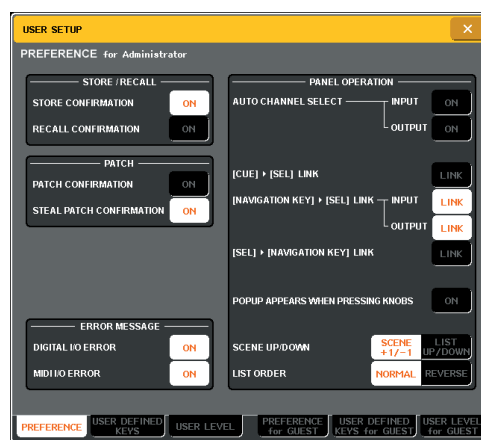 USER SETUP
PREFERENCE for Administrator
STORE / RECALL
STORE CONFIRMATION ON
RECALL CONFIRMATION ON
PATCH
PATCH CONFIRMATION ON
STEAL PATCH CONFIRMATION ON
ERROR MESSAGE
DIGITAL I/O ERROR ON
MIDI I/O ERROR ON
PANEL OPERATION
AUTO CHANNEL SELECT INPUT ON
OUTPUT ON
[CUE] ▸ [SEL] LINK LINK
[NAVIGATION KEY] ▸ [SEL] LINK INPUT LINK
OUTPUT LINK
[SEL] ▸ [NAVIGATION KEY] LINK LINK
POPUP APPEARS WHEN PRESSING KNOBS ON
SCENE UP/DOWN SCENE +1/-1 LIST UP/DOWN
LIST ORDER NORMAL REVERSE
PREFERENCE
USER DEFINED KEYS
USER LEVEL
PREFERENCE for GUEST
USER DEFINED KEYS for GUEST
USER LEVEL for GUEST